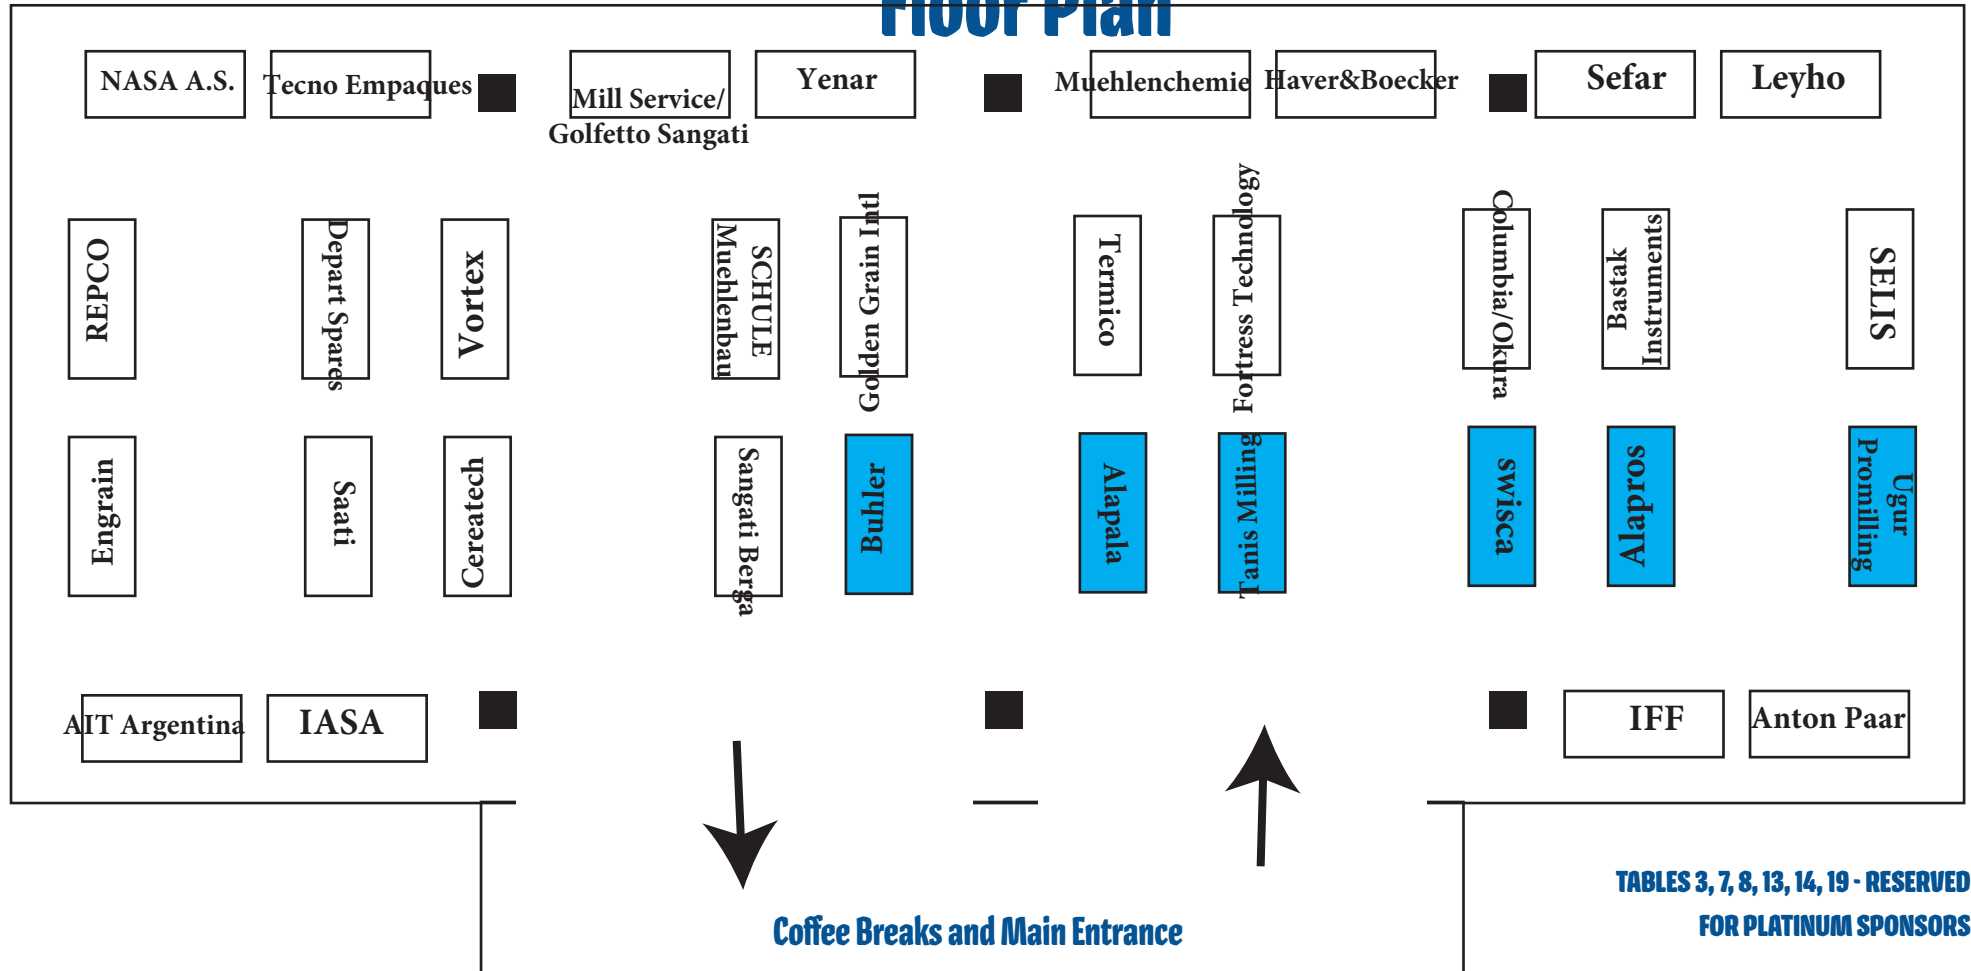 Floor Plan
NASA A.S.
Tecno Empaques
Mill Service/
Golfetto Sangati
Yenar
Muehlenchemie
Haver&Boecker
Sefar
Leyho
REPCO
Depart Spares
Vortex
SCHULE
Muehlenbau
Golden Grain Intl
Termico
Fortress Technology
Columbia/Okura
Bastak
Instruments
SELIS
Engrain
Saati
Cereatech
Sangati Berga
Buhler
Alapala
Tanis Milling
swisca
Alapros
Ugur
Promilling
AIT Argentina
IASA
IFF
Anton Paar
TABLES 3, 7, 8, 13, 14, 19 - RESERVED
FOR PLATINUM SPONSORS
Coffee Breaks and Main Entrance